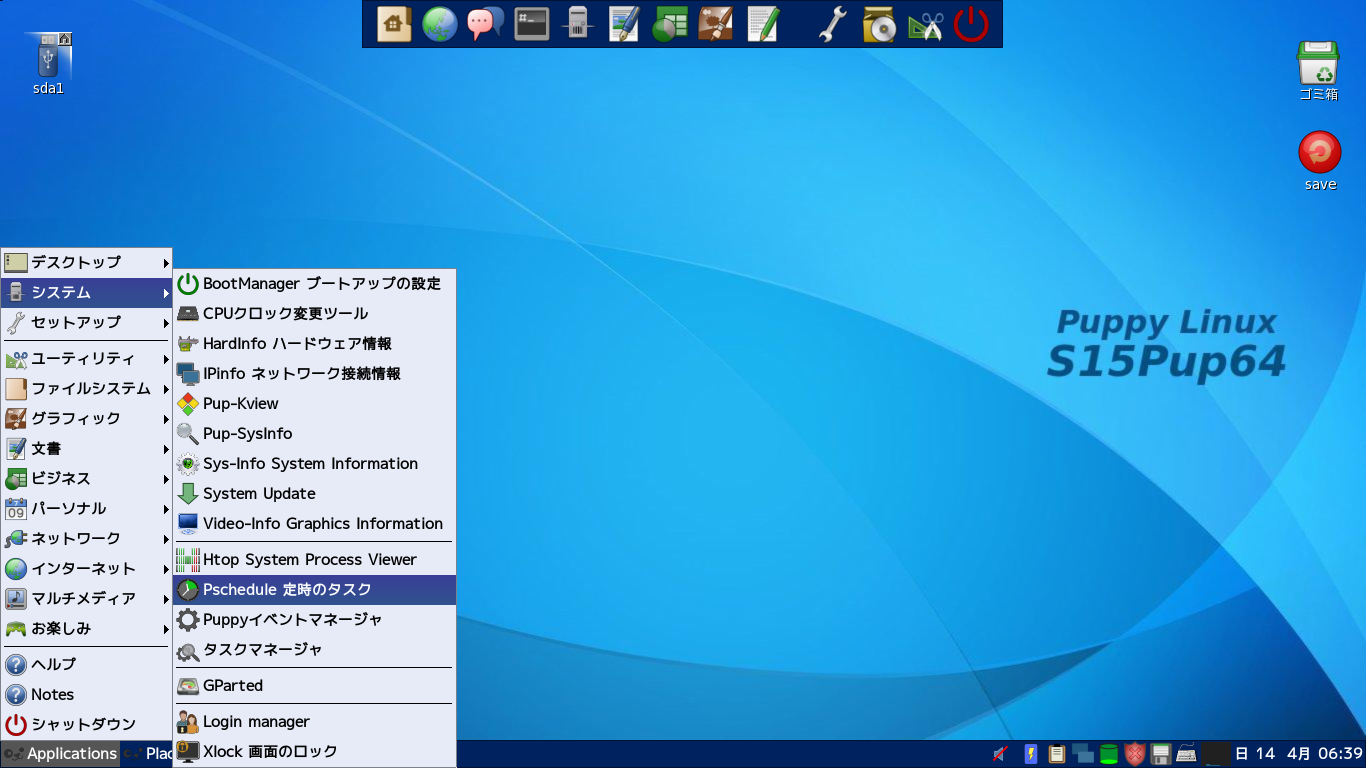 sda1
ゴミ箱
save
Puppy Linux
S15Pup64
デスクトップ
システム
セットアップ
ユーティリティ
ファイルシステム
グラフィック
文書
ビジネス
パーソナル
ネットワーク
インターネット
マルチメディア
お楽しみ
ヘルプ
Notes
シャットダウン
BootManager ブートアップの設定
CPUクロック変更ツール
HardInfo ハードウェア情報
IPinfo ネットワーク接続情報
Pup-Kview
Pup-SysInfo
Sys-Info System Information
System Update
Video-Info Graphics Information
Htop System Process Viewer
Pschedule 定時のタスク
Puppyイベントマネージャ
タスクマネージャ
GParted
Login manager
Xlock 画面のロック
Applications
Plac
日 14 4月 06:39